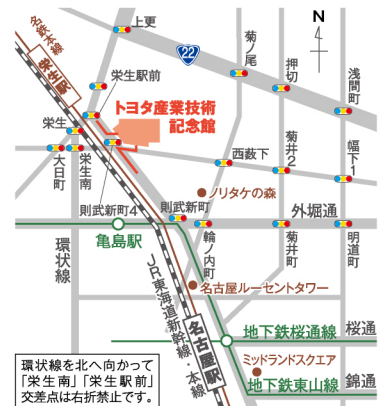 上更
N
22
名鉄本線
栄生駅
菊ノ尾
押切
浅間町
栄生駅前
トヨタ産業技術
記念館
栄生
大日町
栄生南
西薮下
菊井2
幅下1
ノリタケの森
則武新町4
則武新町
外堀通
亀島駅
環状線
輪ノ内町
菊井町
明道町
JR東海道新幹線・本線
名古屋ルーセントタワー
名古屋駅
地下鉄桜通線
桜通
ミッドランドスクエア
地下鉄東山線
錦通
環状線を北へ向かって
「栄生南」「栄生駅前」
交差点は右折禁止です。